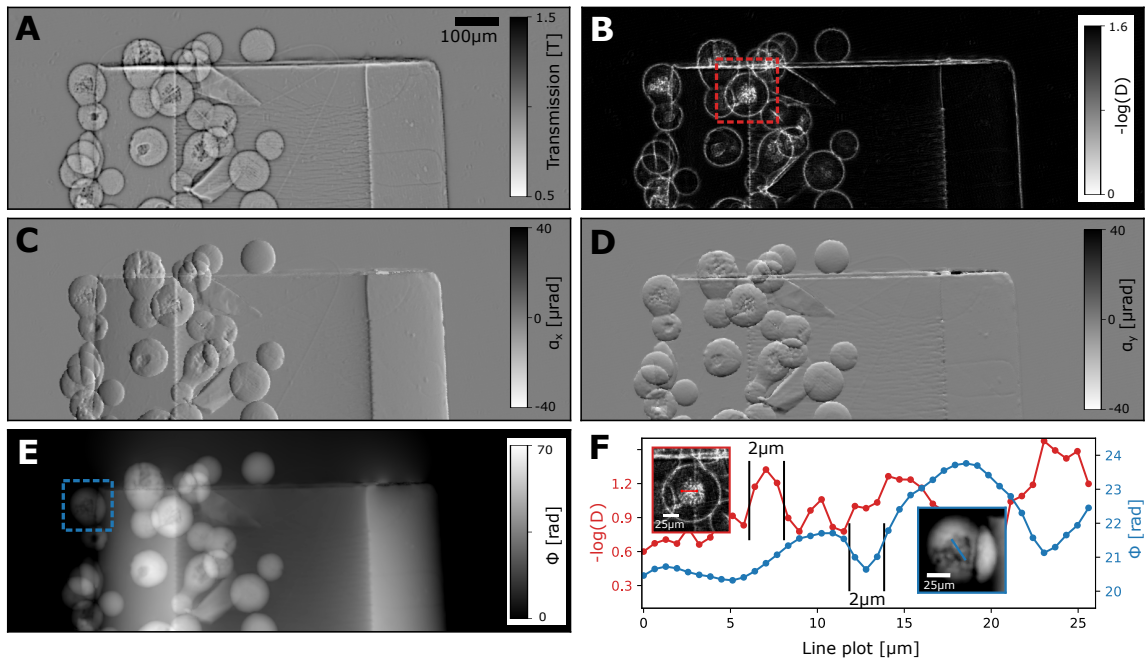 A
100µm
1.5
Transmission [T]
0.5
B
1.6
-log(D)
0
C
40
0
-40
αx [µrad]
D
40
0
-40
αy [µrad]
E
70
Φ [rad]
0
F
2µm
25µm
25µm
2µm
-log(D)
1.2
0.9
0.6
0.3
24
23
22
21
20
Φ [rad]
0 5 10 15 20 25
Line plot [µm]